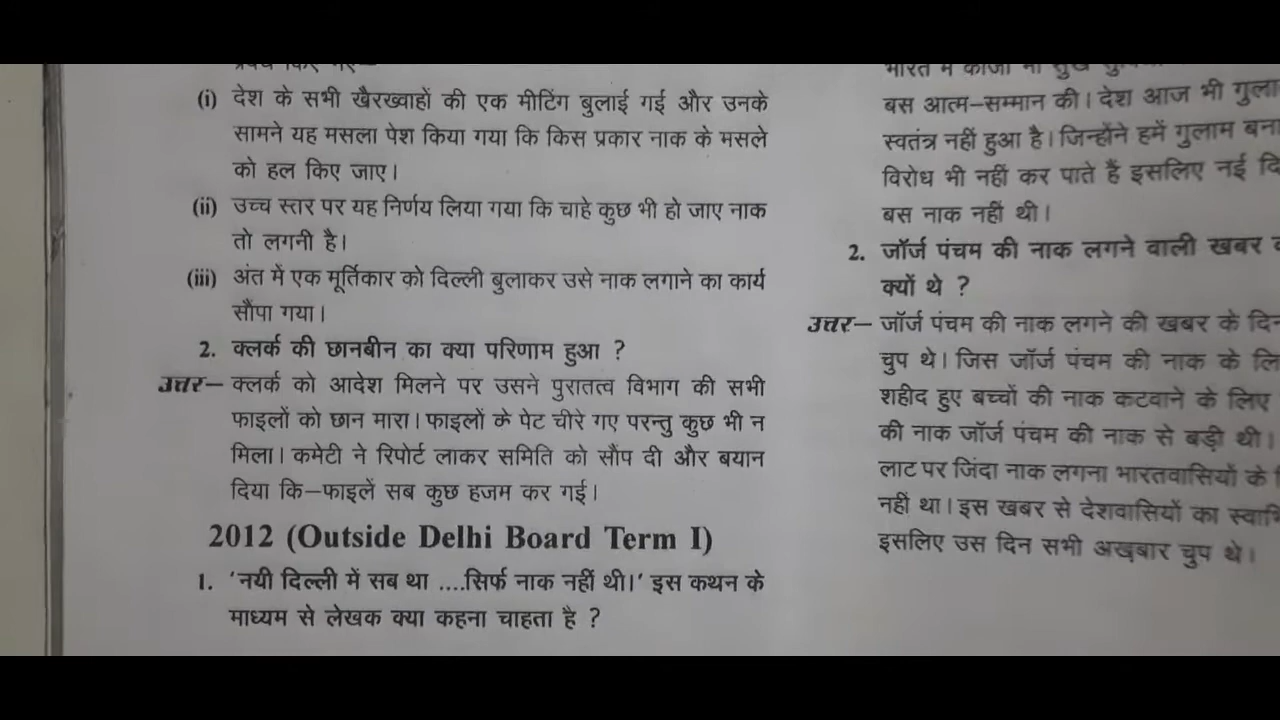 (i) देश के सभी खैरख्वाहों की एक मीटिंग बुलाई गई और उनके
सामने यह मसला पेश किया गया कि किस प्रकार नाक के मसले
को हल किए जाए।
(ii) उच्च स्तर पर यह निर्णय लिया गया कि चाहे कुछ भी हो जाए नाक
तो लगनी है।
(iii) अंत में एक मूर्तिकार को दिल्ली बुलाकर उसे नाक लगाने का कार्य
सौंपा गया।
2. क्लर्क की छानबीन का क्या परिणाम हुआ ?
उत्तर– क्लर्क को आदेश मिलने पर उसने पुरातत्व विभाग की सभी
फाइलों को छान मारा। फाइलों के पेट चीरे गए परन्तु कुछ भी न
मिला। कमेटी ने रिपोर्ट लाकर समिति को सौंप दी और बयान
दिया कि–फाइलें सब कुछ हजम कर गई।
2012 (Outside Delhi Board Term I)
1. 'नयी दिल्ली में सब था ....सिर्फ नाक नहीं थी।' इस कथन के
माध्यम से लेखक क्या कहना चाहता है ?
भारत में
बस आत्म–सम्मान की। देश आज भी
स्वतंत्र नहीं हुआ है। जिन्होंने हमें गुलाम
विरोध भी नहीं कर पाते हैं इसलिए नई
बस नाक नहीं थी।
2. जॉर्ज पंचम की नाक लगने वाली खबर
क्यों थे ?
उत्तर– जॉर्ज पंचम की नाक लगने की खबर के दिन
चुप थे। जिस जॉर्ज पंचम की नाक के
शहीद हुए बच्चों की नाक कटवाने के लिए
की नाक जॉर्ज पंचम की नाक से बड़ी थी।
लाट पर जिंदा नाक लगना भारतवासियों के
नहीं था। इस खबर से देशवासियों का
इसलिए उस दिन सभी अख़बार चुप थे।